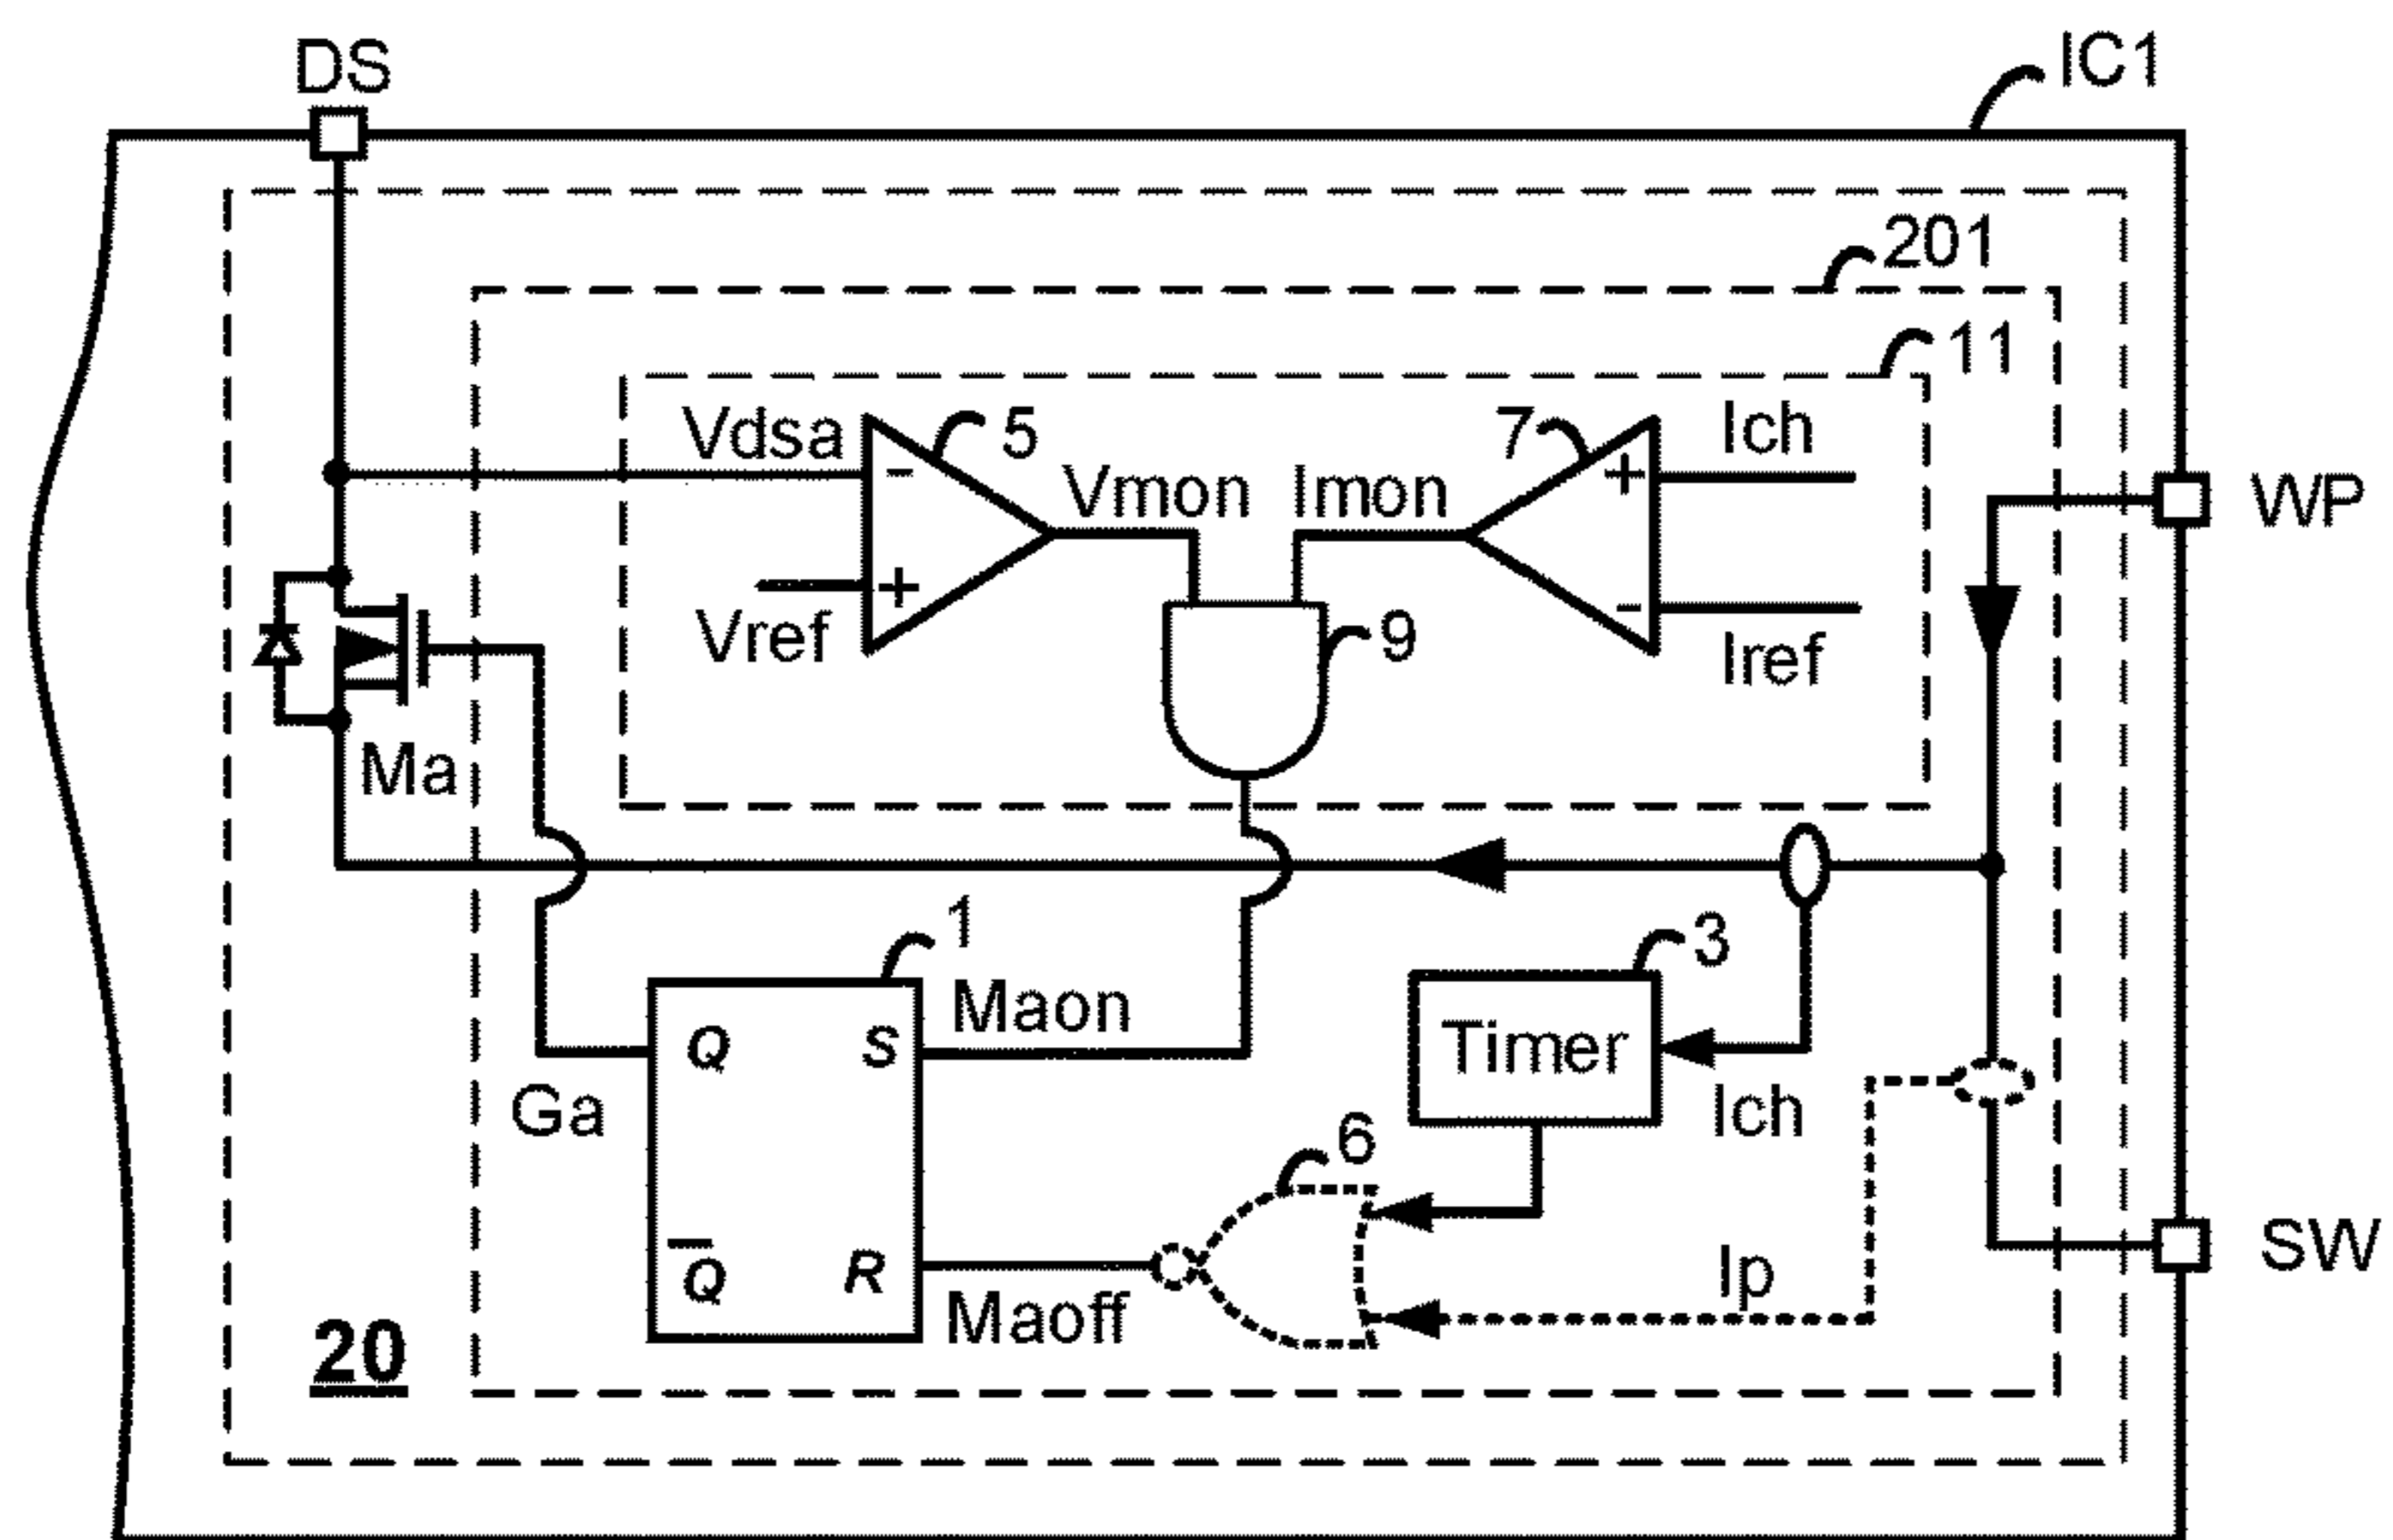 DS
IC1
201
11
Vdsa
5
7
Ich
-
+
Vmon
Imon
WP
Vref
+
-
Iref
9
Ma
1
3
Maon
Q
S
Timer
Ga
Ich
6
Q
R
Maoff
Ip
SW
20